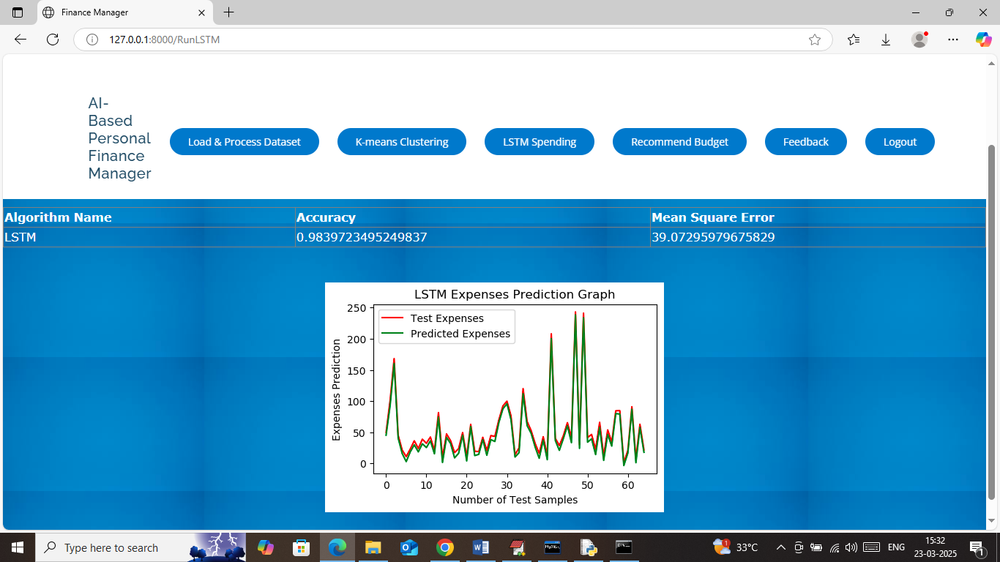 Finance Manager
127.0.0.1:8000/RunLSTM
AI-
Based
Personal
Finance
Manager
Load & Process Dataset
K-means Clustering
LSTM Spending
Recommend Budget
Feedback
Logout
Algorithm Name Accuracy Mean Square Error
LSTM 0.9839723495249837 39.07295979675829
LSTM Expenses Prediction Graph
Test Expenses
Predicted Expenses
Expenses Prediction
250
200
150
100
50
0
0 10 20 30 40 50 60
Number of Test Samples
Type here to search
1
33°C
ENG
15:32
23-03-2025
1